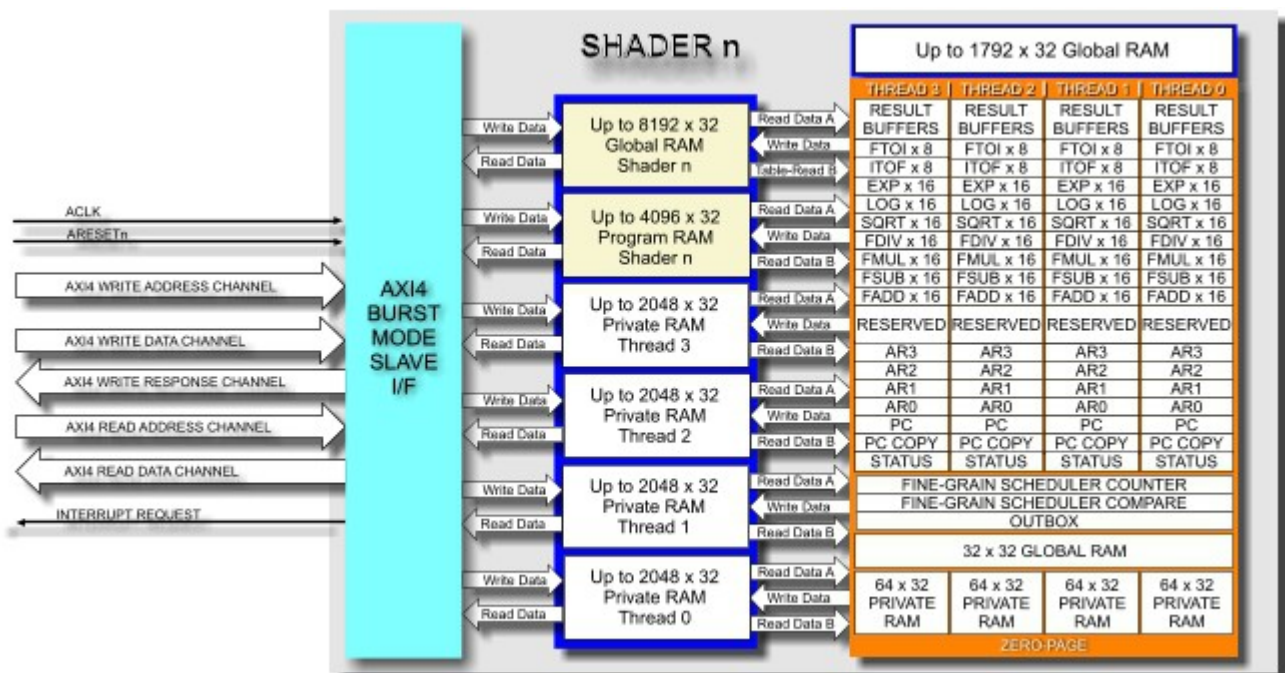 SHADER n
ACLK
ARESETn
AXI4 WRITE ADDRESS CHANNEL
AXI4 WRITE DATA CHANNEL
AXI4 WRITE RESPONSE CHANNEL
AXI4 READ ADDRESS CHANNEL
AXI4 READ DATA CHANNEL
INTERRUPT REQUEST
AXI4
BURST
MODE
SLAVE
I/F
Write Data
Read Data
Up to 8192 x 32
Global RAM
Shader n
Read Data A
Write Data
Table-Read B
Write Data
Read Data
Up to 4096 x 32
Program RAM
Shader n
Read Data A
Write Data
Read Data B
Write Data
Read Data
Up to 2048 x 32
Private RAM
Thread 3
Read Data A
Write Data
Read Data B
Write Data
Read Data
Up to 2048 x 32
Private RAM
Thread 2
Read Data A
Write Data
Read Data B
Write Data
Read Data
Up to 2048 x 32
Private RAM
Thread 1
Read Data A
Write Data
Read Data B
Write Data
Read Data
Up to 2048 x 32
Private RAM
Thread 0
Read Data A
Write Data
Read Data B
Up to 1792 x 32 Global RAM
THREAD 3 | THREAD 2 | THREAD 1 | THREAD 0
RESULT RESULT RESULT RESULT
BUFFERS BUFFERS BUFFERS BUFFERS
FTOI x 8 FTOI x 8 FTOI x 8 FTOI x 8
ITOF x 8 ITOF x 8 ITOF x 8 ITOF x 8
EXP x 16 EXP x 16 EXP x 16 EXP x 16
LOG x 16 LOG x 16 LOG x 16 LOG x 16
SQRT x 16 SQRT x 16 SQRT x 16 SQRT x 16
FDIV x 16 FDIV x 16 FDIV x 16 FDIV x 16
FMUL x 16 FMUL x 16 FMUL x 16 FMUL x 16
FSUB x 16 FSUB x 16 FSUB x 16 FSUB x 16
FADD x 16 FADD x 16 FADD x 16 FADD x 16
RESERVED RESERVED RESERVED RESERVED
AR3 AR3 AR3 AR3
AR2 AR2 AR2 AR2
AR1 AR1 AR1 AR1
AR0 AR0 AR0 AR0
PC PC PC PC
PC COPY PC COPY PC COPY PC COPY
STATUS STATUS STATUS STATUS
FINE-GRAIN SCHEDULER COUNTER
FINE-GRAIN SCHEDULER COMPARE
OUTBOX
32 x 32 GLOBAL RAM
64 x 32 64 x 32 64 x 32 64 x 32
PRIVATE PRIVATE PRIVATE PRIVATE
RAM RAM RAM RAM
ZERO-PAGE